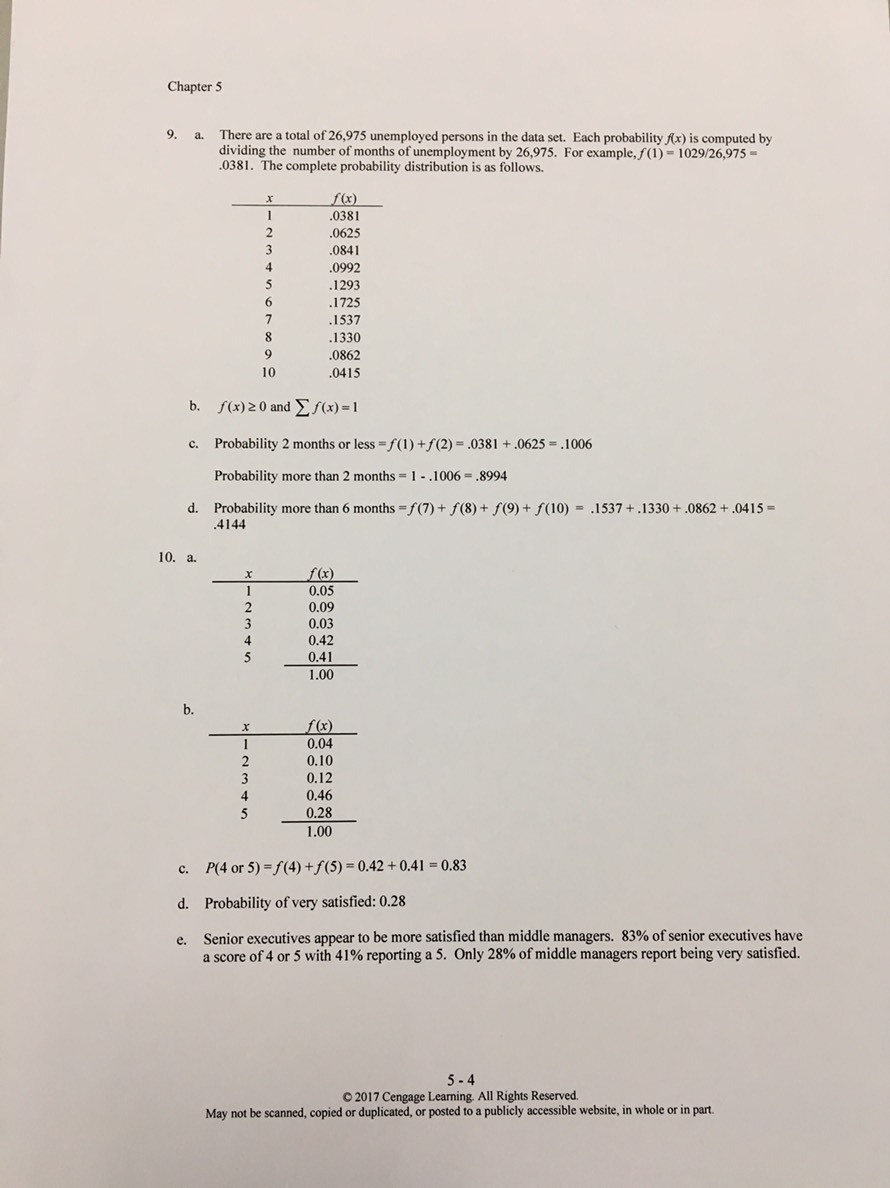 Chapter 5
9. a. There are a total of 26,975 unemployed persons in the data set. Each probability f(x) is computed by
dividing the number of months of unemployment by 26,975. For example, f (1) = 1029/26,975 =
.0381. The complete probability distribution is as follows.
x f (x)
1 .0381
2 .0625
3 .0841
4 .0992
5 .1293
6 .1725
7 .1537
8 .1330
9 .0862
10 .0415
b. f (x) ≥ 0 and ∑ f (x) = 1
c. Probability 2 months or less = f (1) + f (2) = .0381 + .0625 = .1006
Probability more than 2 months = 1 - .1006 = .8994
d. Probability more than 6 months = f (7) + f (8) + f (9) + f (10) = .1537 + .1330 + .0862 + .0415 =
.4144
10. a.
x f (x)
1 0.05
2 0.09
3 0.03
4 0.42
5 0.41
1.00
b.
x f (x)
1 0.04
2 0.10
3 0.12
4 0.46
5 0.28
1.00
c. P(4 or 5) = f (4) + f (5) = 0.42 + 0.41 = 0.83
d. Probability of very satisfied: 0.28
e. Senior executives appear to be more satisfied than middle managers. 83% of senior executives have
a score of 4 or 5 with 41% reporting a 5. Only 28% of middle managers report being very satisfied.
5 - 4
© 2017 Cengage Learning. All Rights Reserved.
May not be scanned, copied or duplicated, or posted to a publicly accessible website, in whole or in part.